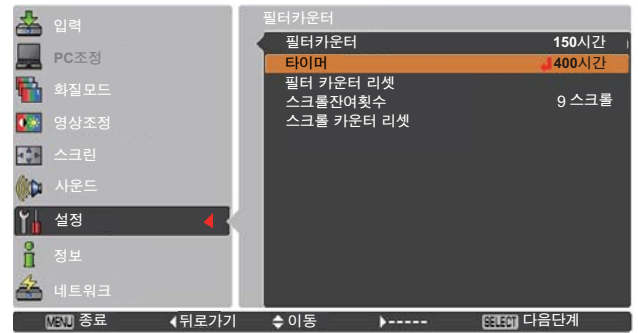 입력
PC조정
화질모드
영상조정
스크린
사운드
설정
정보
네트워크
필터카운터
필터카운터 150시간
타이머 400시간
필터 카운터 리셋
스크롤잔여횟수 9 스크롤
스크롤 카운터 리셋
MENU 종료 뒤로가기 이동 ----- SELECT 다음단계